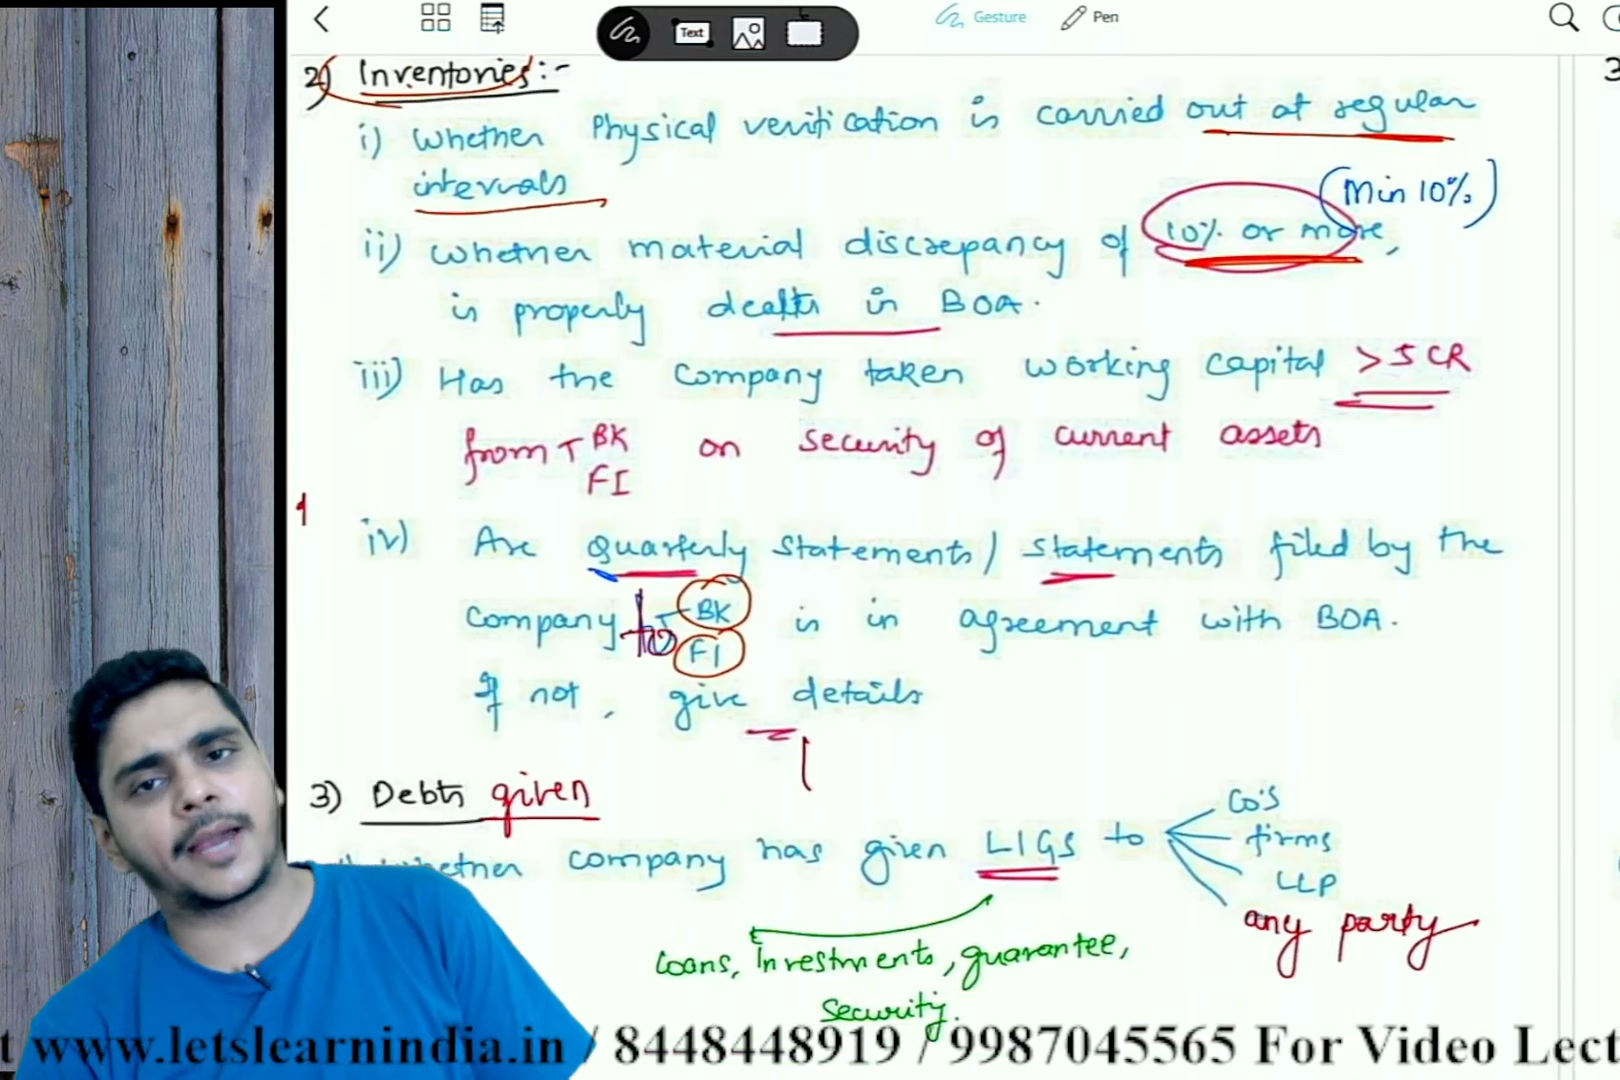 Text
Gesture
Pen
2) Inventories:-
i) Whether Physical verification is carried out at regular
intervals
(Min 10%)
ii) Whether material discrepancy of 10% or more,
is properly dealt in BOA.
iii) Has the Company taken working capital > 5 CR
from BK on security of current assets
FI
iv) Are quarterly statements/ statements filed by the
Company to BK is in agreement with BOA.
FI
If not, give details
3) Debts given
Co's
whether company has given LIGS to firms
LLP
any party
Loans, Investments, guarantee,
security.
t www.letslearnindia.in / 8448448919 / 9987045565 For Video Lect